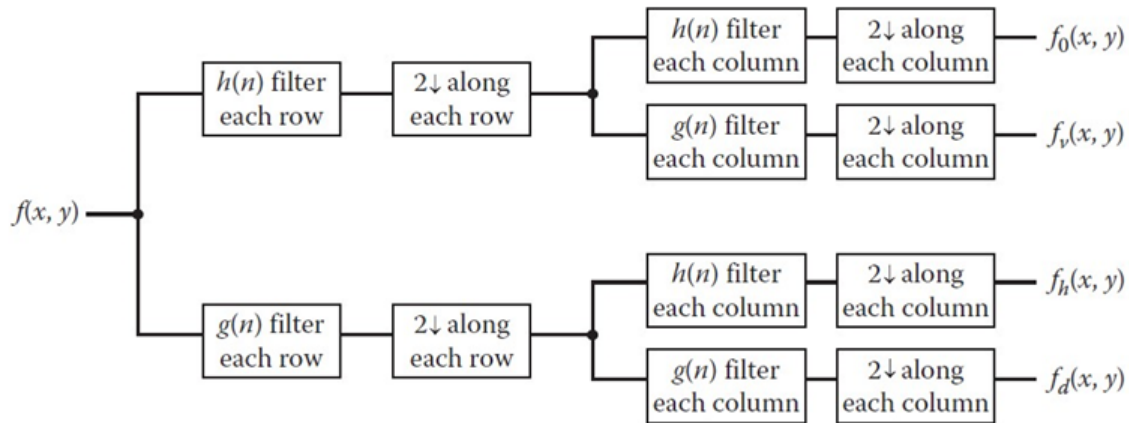 h(n) filter
each column
2↓ along
each column
f₀(x, y)
h(n) filter
each row
2↓ along
each row
g(n) filter
each column
2↓ along
each column
fᵥ(x, y)
f(x, y)
h(n) filter
each column
2↓ along
each column
fₕ(x, y)
g(n) filter
each row
2↓ along
each row
g(n) filter
each column
2↓ along
each column
f_d(x, y)